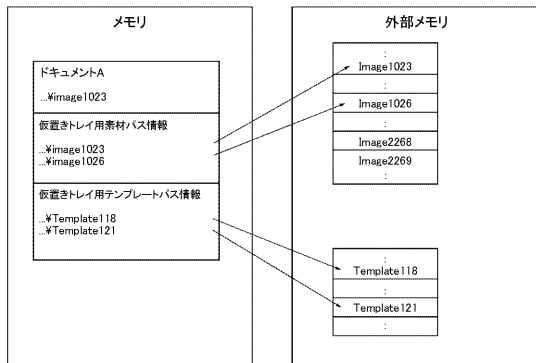 メモリ
ドキュメントA
...¥image1023
仮置きトレイ用素材パス情報
...¥image1023
...¥image1026
仮置きトレイ用テンプレートパス情報
...¥Template118
...¥Template121
外部メモリ
:
Image1023
:
Image1026
:
Image2268
Image2269
:
:
Template118
:
Template121
: